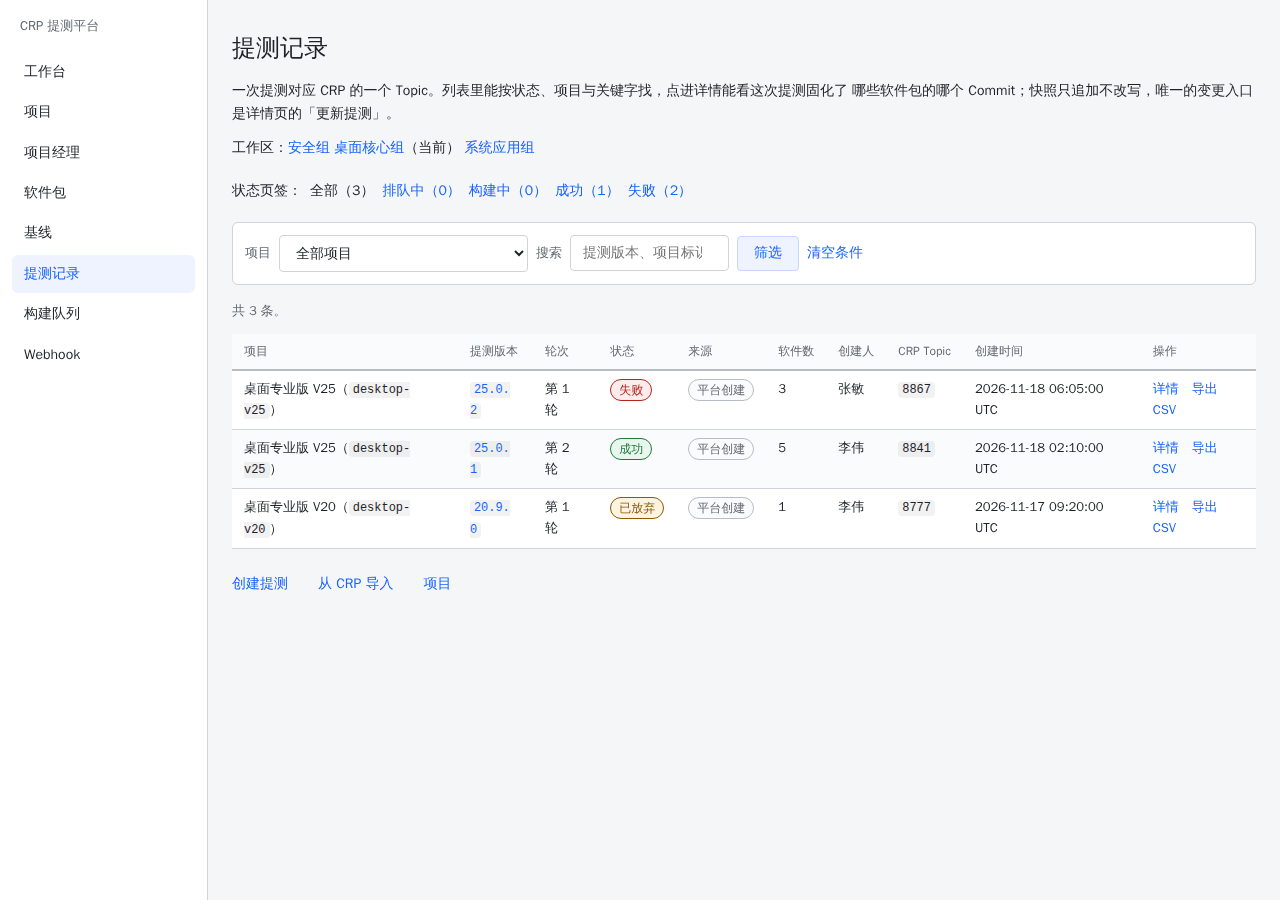 CRP 提测平台
工作台
项目
项目经理
软件包
基线
提测记录
构建队列
Webhook
提测记录
一次提测对应 CRP 的一个 Topic。列表里能按状态、项目与关键字找，点进详情能看这次提测固化了 哪些软件包的哪个 Commit；快照只追加不改写，唯一的变更入口
是详情页的「更新提测」。
工作区：安全组 桌面核心组（当前） 系统应用组
状态页签： 全部（3） 排队中（0） 构建中（0） 成功（1） 失败（2）
项目 全部项目 搜索 提测版本、项目标识 筛选 清空条件
共 3 条。
项目 提测版本 轮次 状态 来源 软件数 创建人 CRP Topic 创建时间 操作
桌面专业版 V25（desktop- 25.0. 第 1 失败 平台创建 3 张敏 8867 2026-11-18 06:05:00 详情 导出
v25） 2 轮 UTC CSV
桌面专业版 V25（desktop- 25.0. 第 2 成功 平台创建 5 李伟 8841 2026-11-18 02:10:00 详情 导出
v25） 1 轮 UTC CSV
桌面专业版 V20（desktop- 20.9. 第 1 已放弃 平台创建 1 李伟 8777 2026-11-17 09:20:00 详情 导出
v20） 0 轮 UTC CSV
创建提测 从 CRP 导入 项目